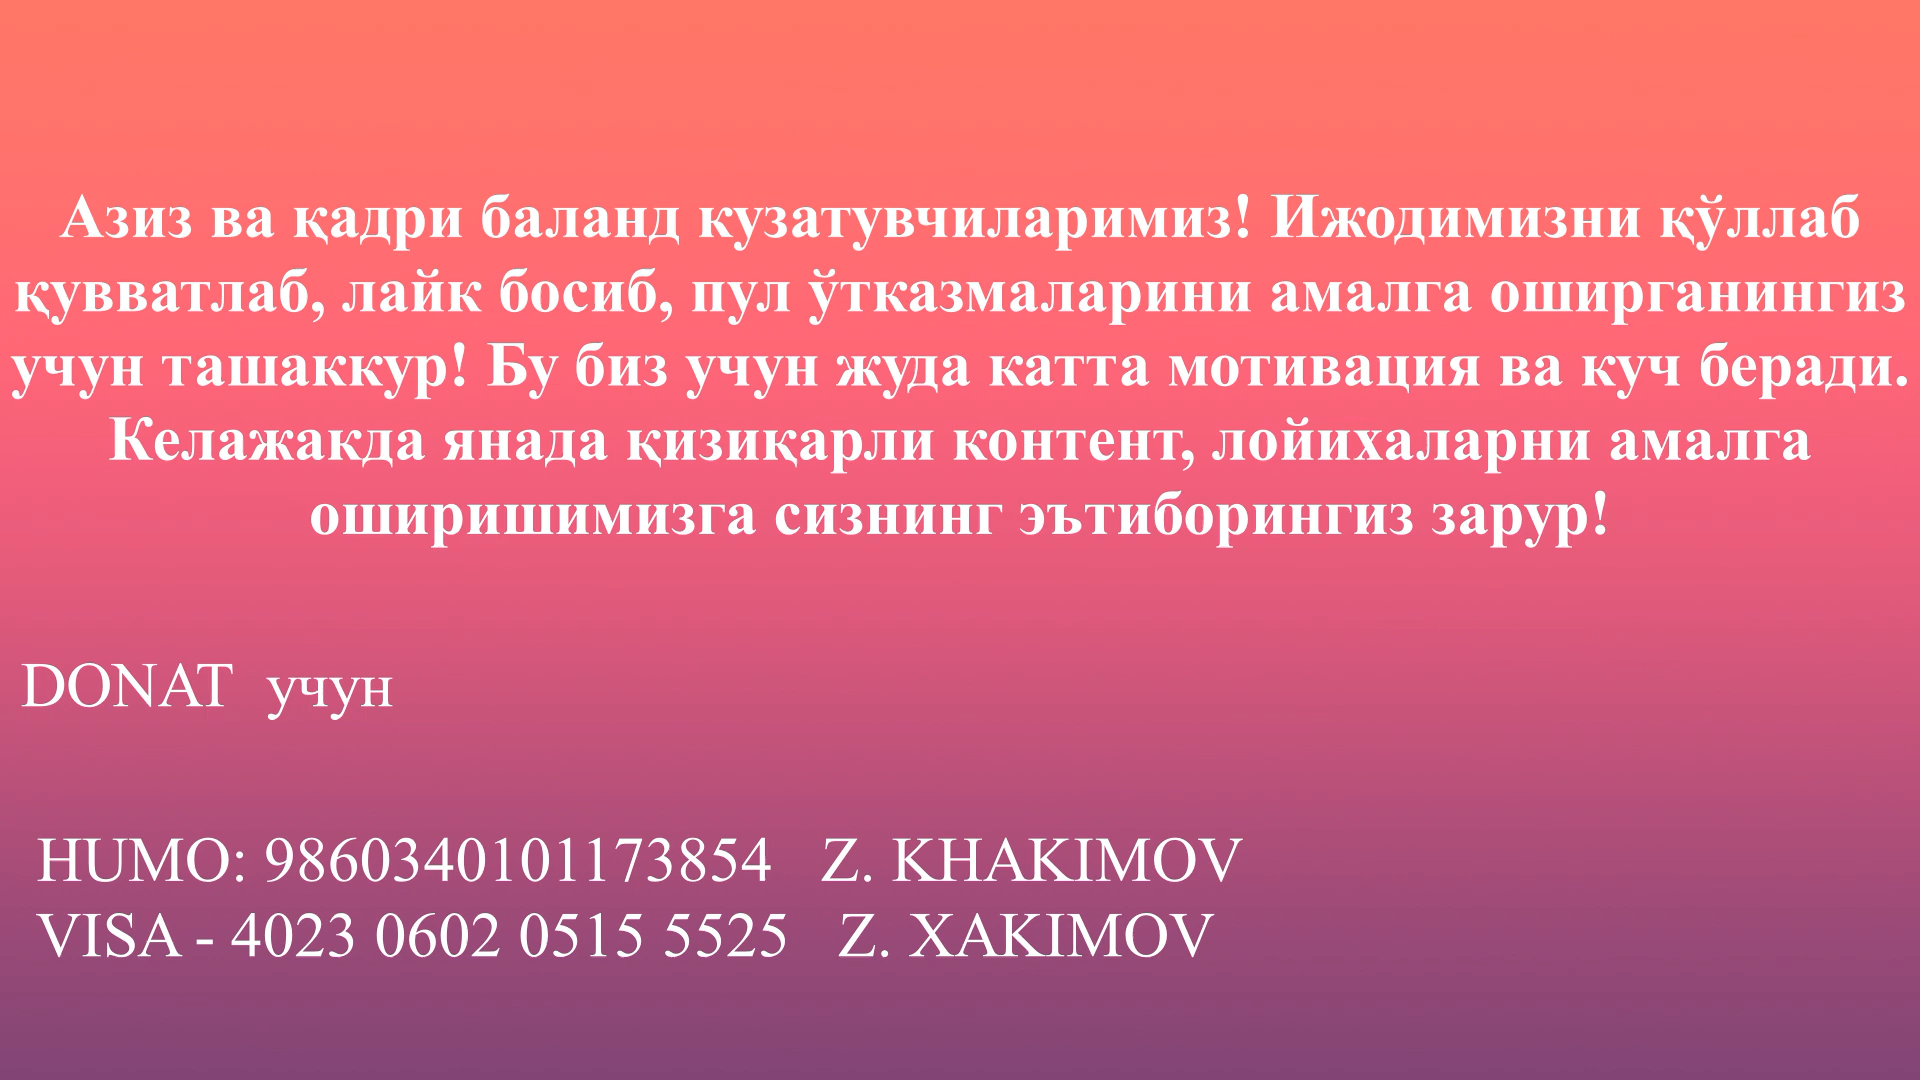 Азиз ва қадри баланд кузатувчиларимиз! Ижодимизни қўллаб
қувватлаб, лайк босиб, пул ўтказмаларини амалга оширганингиз
учун ташаккур! Бу биз учун жуда катта мотивация ва куч беради.
Келажакда янада қизиқарли контент, лойихаларни амалга
оширишимизга сизнинг эътиборингиз зарур!
DONAT учун
HUMO: 9860340101173854 Z. KHAKIMOV
VISA - 4023 0602 0515 5525 Z. XAKIMOV